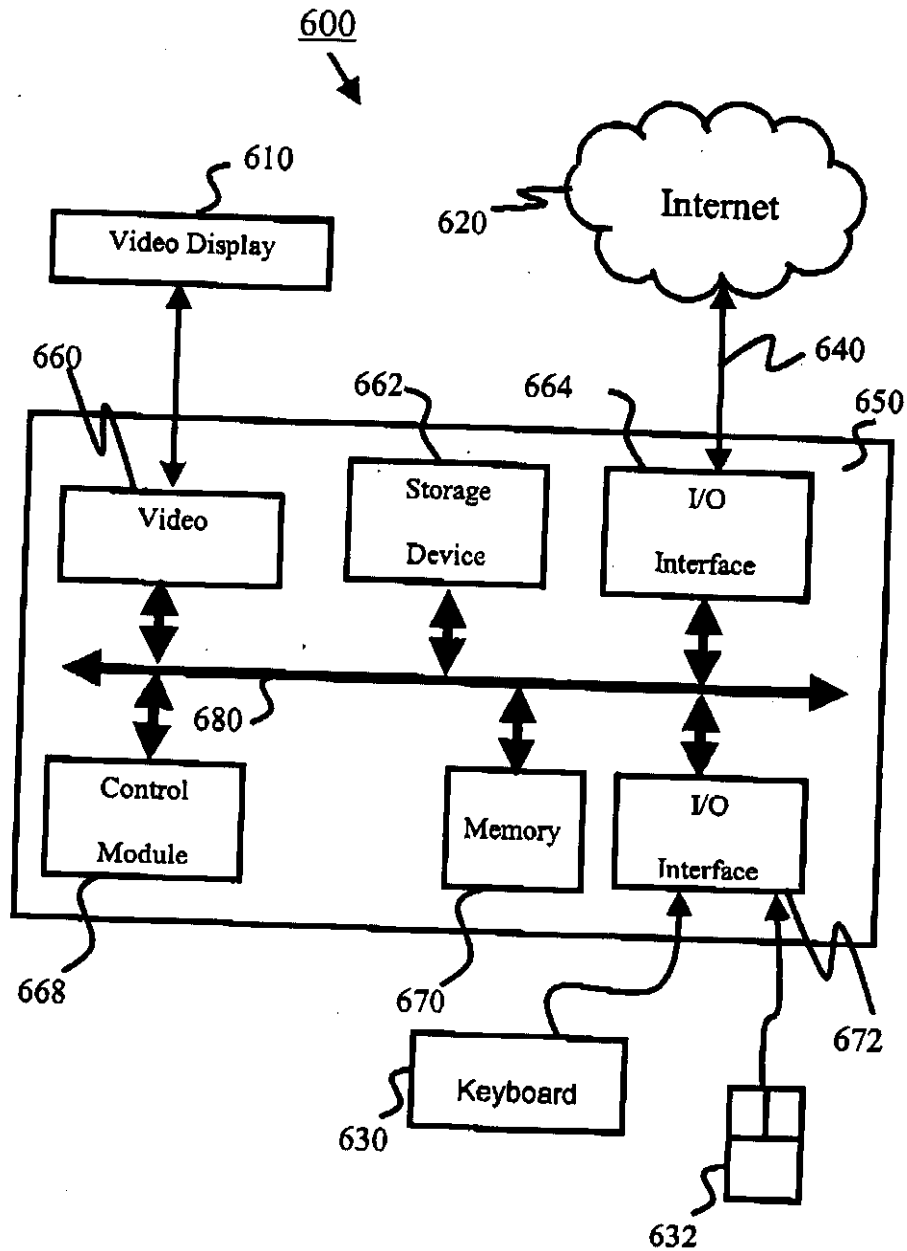 600
610
Video Display
620
Internet
640
660
662
664
650
Video
Storage
Device
I/O
Interface
680
Control
Module
Memory
I/O
Interface
668
670
672
Keyboard
630
632